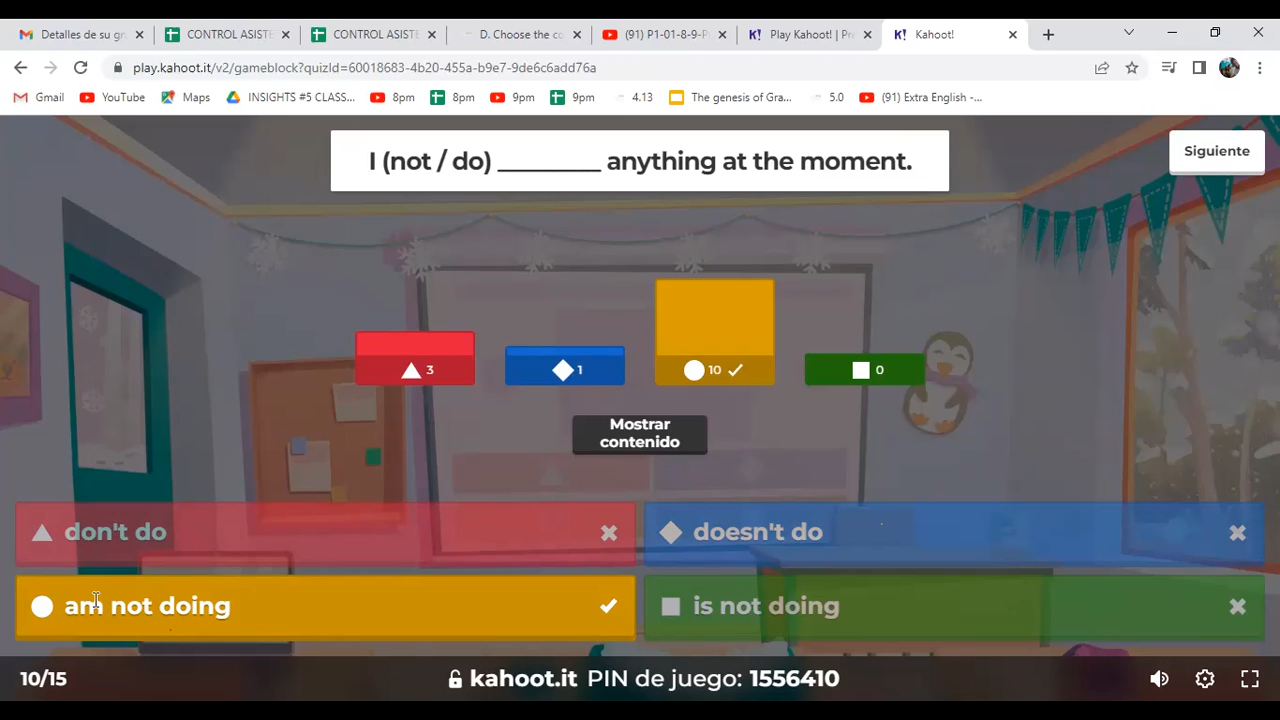 Detalles de su gr
CONTROL ASISTE
CONTROL ASISTE
D. Choose the co
(91) P1-01-8-9-P
K! Play Kahoot! | Pr
K! Kahoot!
play.kahoot.it/v2/gameblock?quizId=60018683-4b20-455a-b9e7-9de6c6add76a
Gmail
YouTube
Maps
INSIGHTS #5 CLASS...
8pm
8pm
9pm
9pm
4.13
The genesis of Gra...
5.0
(91) Extra English -...
I (not / do) ________ anything at the moment.
Siguiente
3
1
10
0
Mostrar
contenido
don't do
doesn't do
am not doing
is not doing
10/15
kahoot.it PIN de juego: 1556410